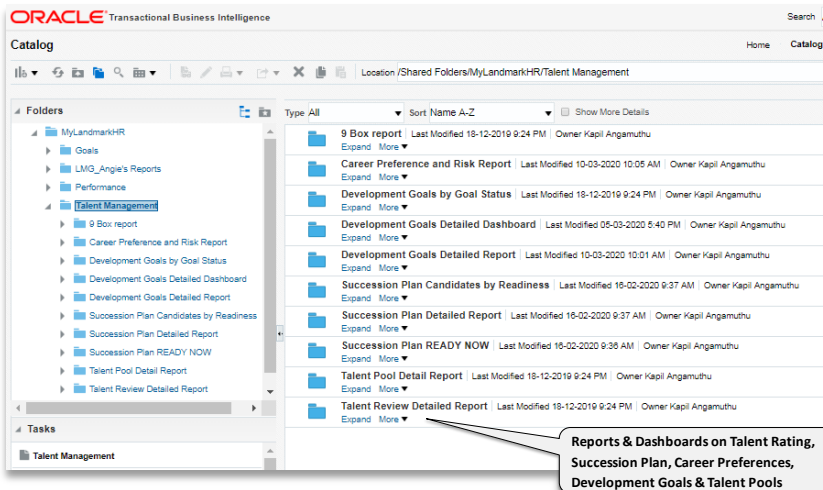 ORACLE Transactional Business Intelligence
Search
Catalog
Home Catalog
Location /Shared Folders/MyLandmarkHR/Talent Management
Folders
MyLandmarkHR
Goals
LMG_Angie's Reports
Performance
Talent Management
9 Box report
Career Preference and Risk Report
Development Goals by Goal Status
Development Goals Detailed Dashboard
Development Goals Detailed Report
Succession Plan Candidates by Readiness
Succession Plan Detailed Report
Succession Plan READY NOW
Talent Pool Detail Report
Talent Review Detailed Report
Tasks
Talent Management
Type All Sort Name A-Z Show More Details
9 Box report Last Modified 18-12-2019 9:24 PM Owner Kapil Angamuthu
Expand More
Career Preference and Risk Report Last Modified 10-03-2020 10:05 AM Owner Kapil Angamuthu
Expand More
Development Goals by Goal Status Last Modified 18-12-2019 9:24 PM Owner Kapil Angamuthu
Expand More
Development Goals Detailed Dashboard Last Modified 05-03-2020 5:40 PM Owner Kapil Angamuthu
Expand More
Development Goals Detailed Report Last Modified 10-03-2020 10:01 AM Owner Kapil Angamuthu
Expand More
Succession Plan Candidates by Readiness Last Modified 16-02-2020 9:37 AM Owner Kapil Angamuthu
Expand More
Succession Plan Detailed Report Last Modified 16-02-2020 9:37 AM Owner Kapil Angamuthu
Expand More
Succession Plan READY NOW Last Modified 16-02-2020 9:36 AM Owner Kapil Angamuthu
Expand More
Talent Pool Detail Report Last Modified 18-12-2019 9:24 PM Owner Kapil Angamuthu
Expand More
Talent Review Detailed Report Last Modified 18-12-2019 9:24 PM Owner Kapil Angamuthu
Expand More
Reports & Dashboards on Talent Rating,
Succession Plan, Career Preferences,
Development Goals & Talent Pools